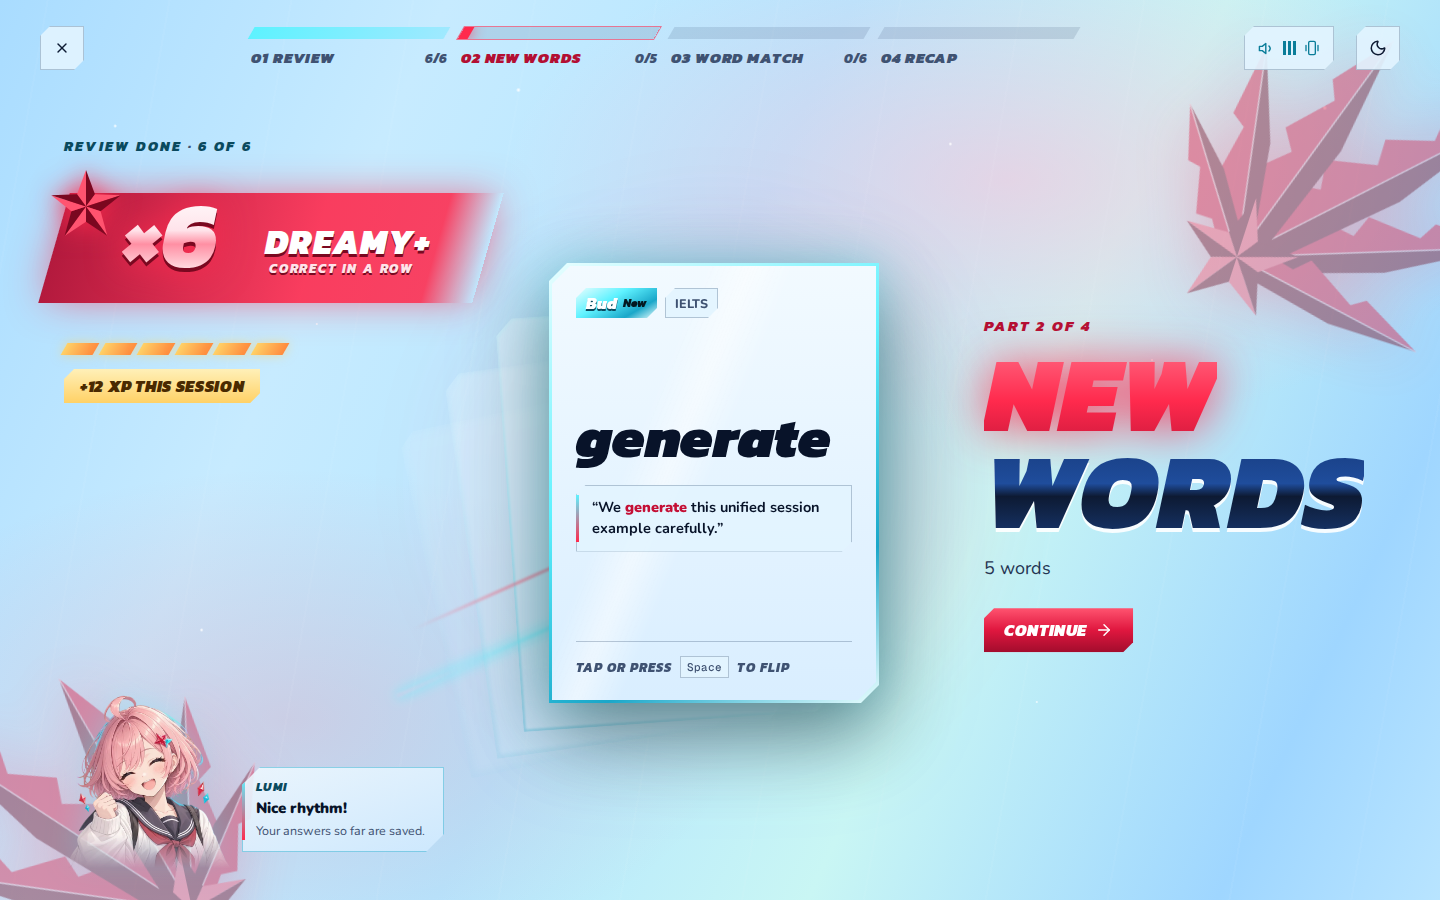 01 REVIEW 6/6
02 NEW WORDS 0/5
03 WORD MATCH 0/6
04 RECAP
REVIEW DONE · 6 OF 6
×6
DREAMY+
CORRECT IN A ROW
+12 XP THIS SESSION
Bud New
IELTS
generate
“We generate this unified session
example carefully.”
TAP OR PRESS Space TO FLIP
PART 2 OF 4
NEW
WORDS
5 words
CONTINUE →
LUMI
Nice rhythm!
Your answers so far are saved.